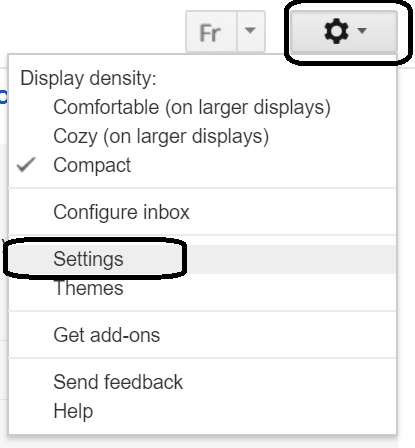 Fr
Display density:
Comfortable (on larger displays)
Cozy (on larger displays)
Compact
Configure inbox
Settings
Themes
Get add-ons
Send feedback
Help